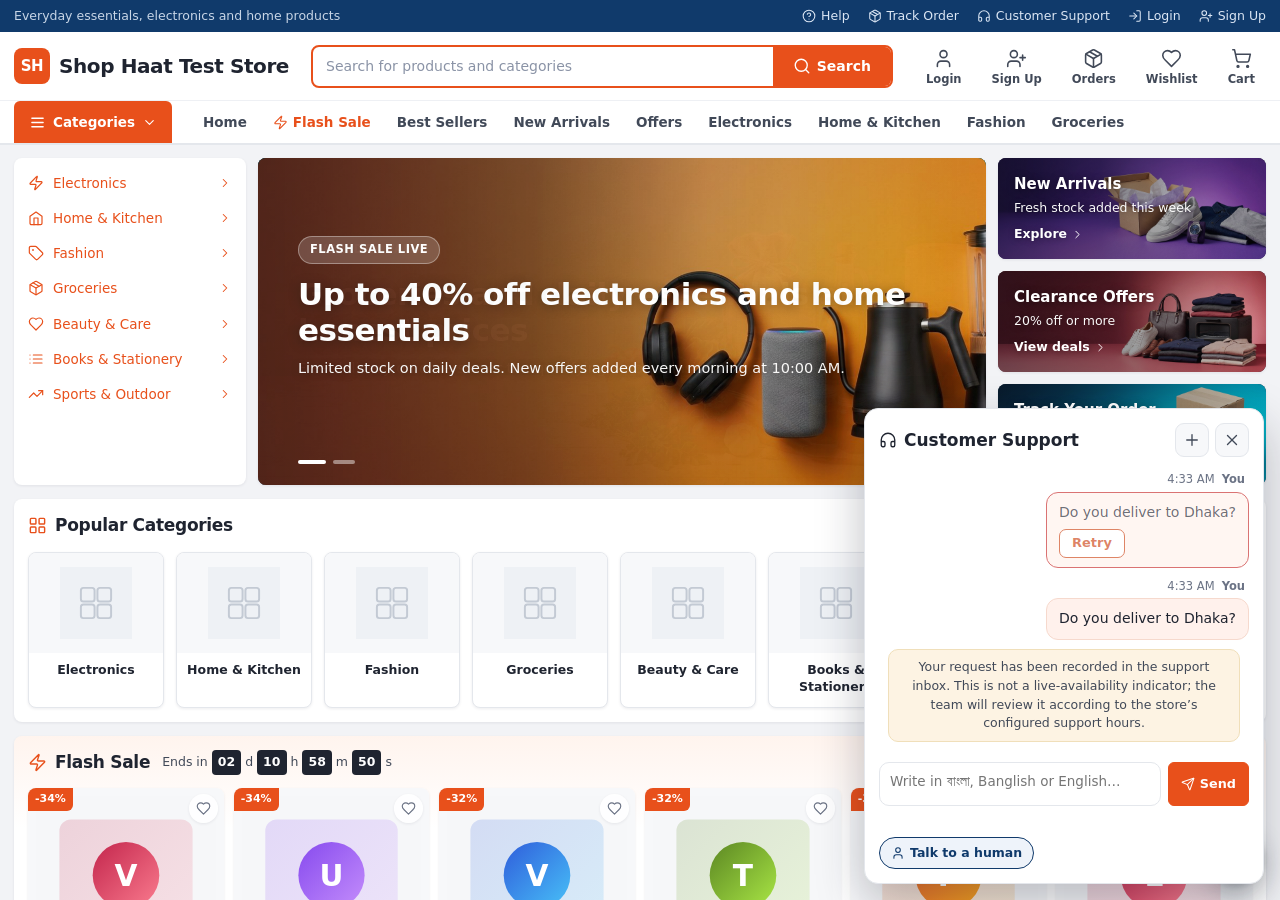 Everyday essentials, electronics and home products
Help
Track Order
Customer Support
Login
Sign Up
SH
Shop Haat Test Store
Search for products and categories
Search
Login
Sign Up
Orders
Wishlist
Cart
Categories
Home
Flash Sale
Best Sellers
New Arrivals
Offers
Electronics
Home & Kitchen
Fashion
Groceries
Electronics
Home & Kitchen
Fashion
Groceries
Beauty & Care
Books & Stationery
Sports & Outdoor
FLASH SALE LIVE
Up to 40% off electronics and home
essentials
Limited stock on daily deals. New offers added every morning at 10:00 AM.
New Arrivals
Fresh stock added this week
Explore
Clearance Offers
20% off or more
View deals
Track Your Order
Customer Support
4:33 AM You
Do you deliver to Dhaka?
Retry
4:33 AM You
Do you deliver to Dhaka?
Your request has been recorded in the support
inbox. This is not a live-availability indicator; the
team will review it according to the store’s
configured support hours.
Write in বাংলা, Banglish or English...
Send
Talk to a human
Popular Categories
Electronics
Home & Kitchen
Fashion
Groceries
Beauty & Care
Books &
Flash Sale
Ends in 02 d 10 h 58 m 50 s
-34%
-34%
-32%
-32%
V
U
V
T